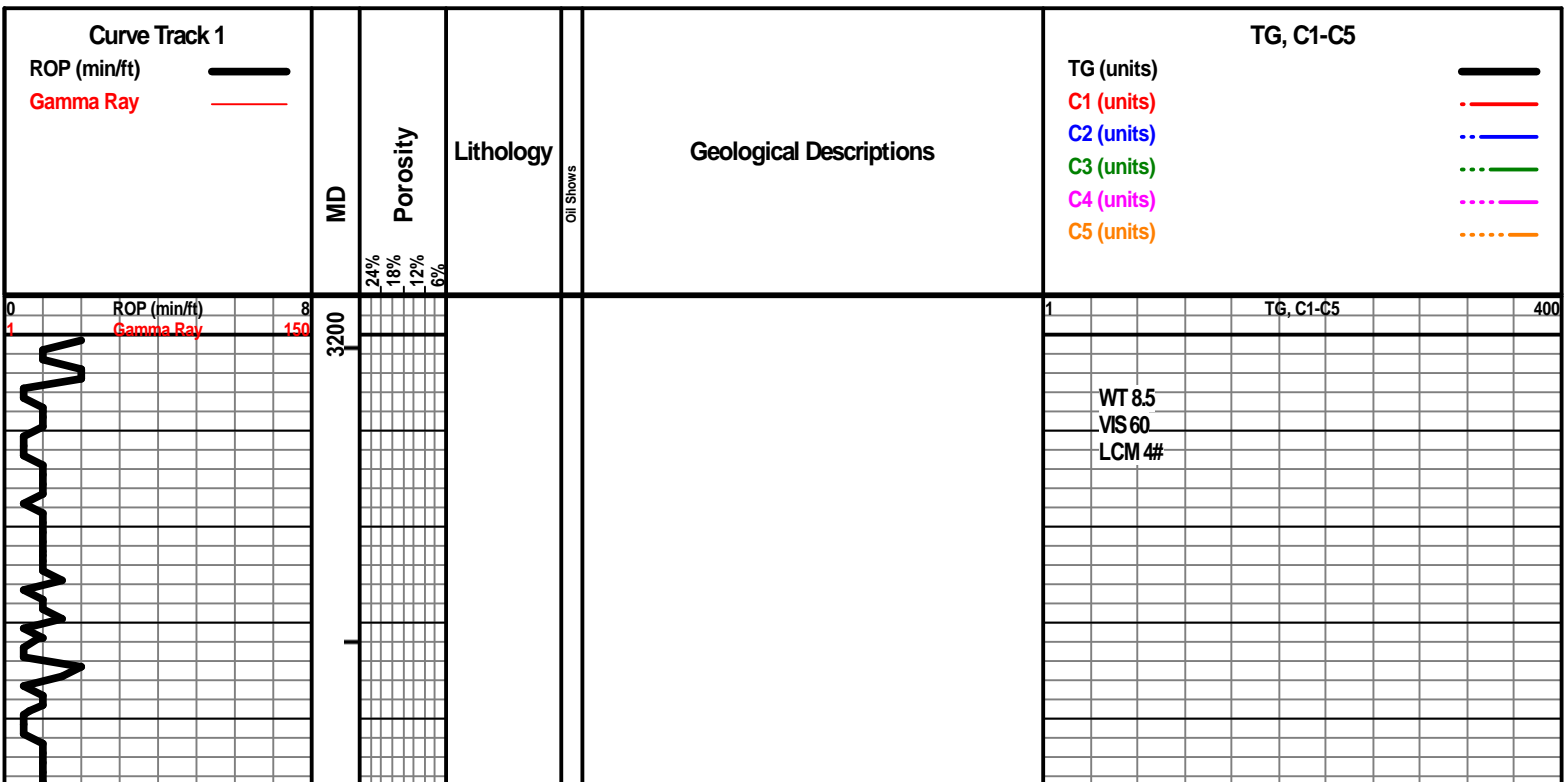 Curve Track 1
ROP (min/ft)
Gamma Ray
MD
Porosity
24%
18%
12%
6%
Lithology
Oil Shows
Geological Descriptions
TG, C1-C5
TG (units)
C1 (units)
C2 (units)
C3 (units)
C4 (units)
C5 (units)
0 ROP (min/ft) 8
1 Gamma Ray 150
3200
1 TG, C1-C5 400
WT 8.5
VIS 60
LCM 4#